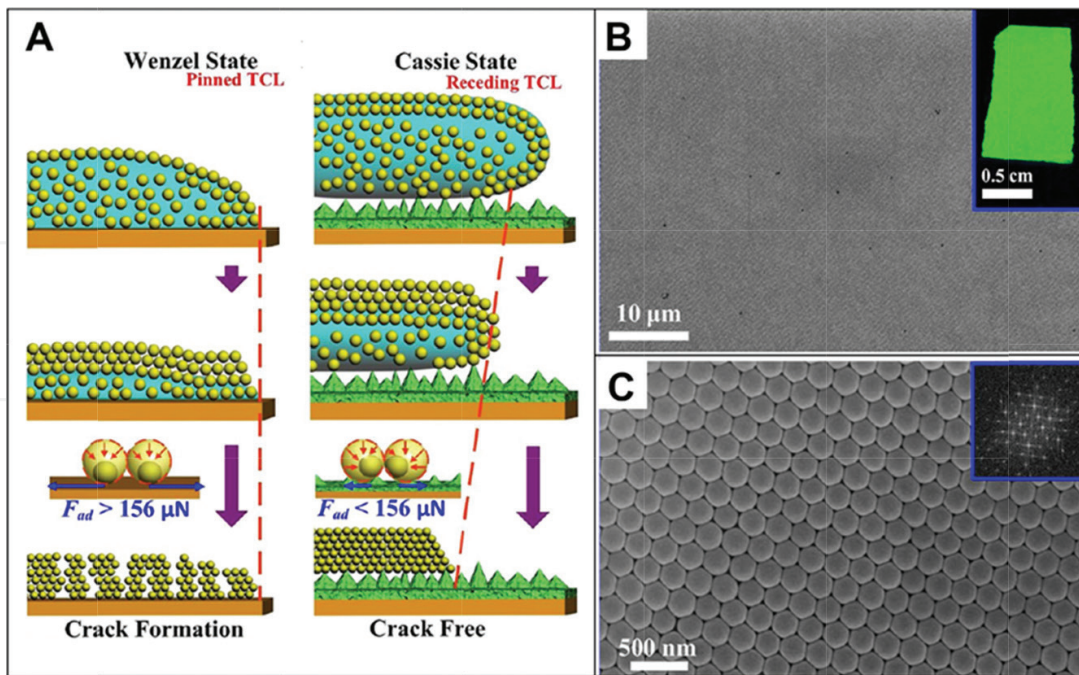 A
Wenzel State
Pinned TCL
Cassie State
Receding TCL
F_ad > 156 μN
F_ad < 156 μN
Crack Formation
Crack Free
B
0.5 cm
10 μm
C
500 nm